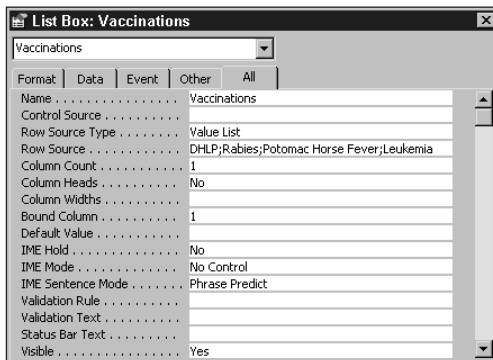 List Box: Vaccinations
Vaccinations
Format Data Event Other All
Name . . . . . . . . . . . . . . . . Vaccinations
Control Source . . . . . . . . . .
Row Source Type . . . . . . . . Value List
Row Source . . . . . . . . . . . . DHLP;Rabies;Potomac Horse Fever;Leukemia
Column Count . . . . . . . . . . . 1
Column Heads . . . . . . . . . . . No
Column Widths . . . . . . . . . .
Bound Column . . . . . . . . . . . 1
Default Value . . . . . . . . . . .
IME Hold . . . . . . . . . . . . . . No
IME Mode . . . . . . . . . . . . . . No Control
IME Sentence Mode . . . . . . . Phrase Predict
Validation Rule . . . . . . . . . .
Validation Text . . . . . . . . . .
Status Bar Text . . . . . . . . . .
Visible . . . . . . . . . . . . . . . . Yes